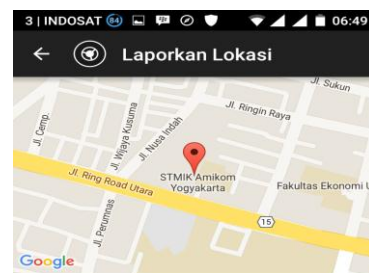 3 | INDOSAT 84 06:49
Laporkan Lokasi
Jl. Sukun
Jl. Ringin Raya
Jl. Cemp.
Jl. Wijaya Kusuma
Jl. Nusa Indah
STMIK Amikom
Yogyakarta
Jl. Ring Road Utara
Fakultas Ekonomi U
15
Jl. Perumnas
Google